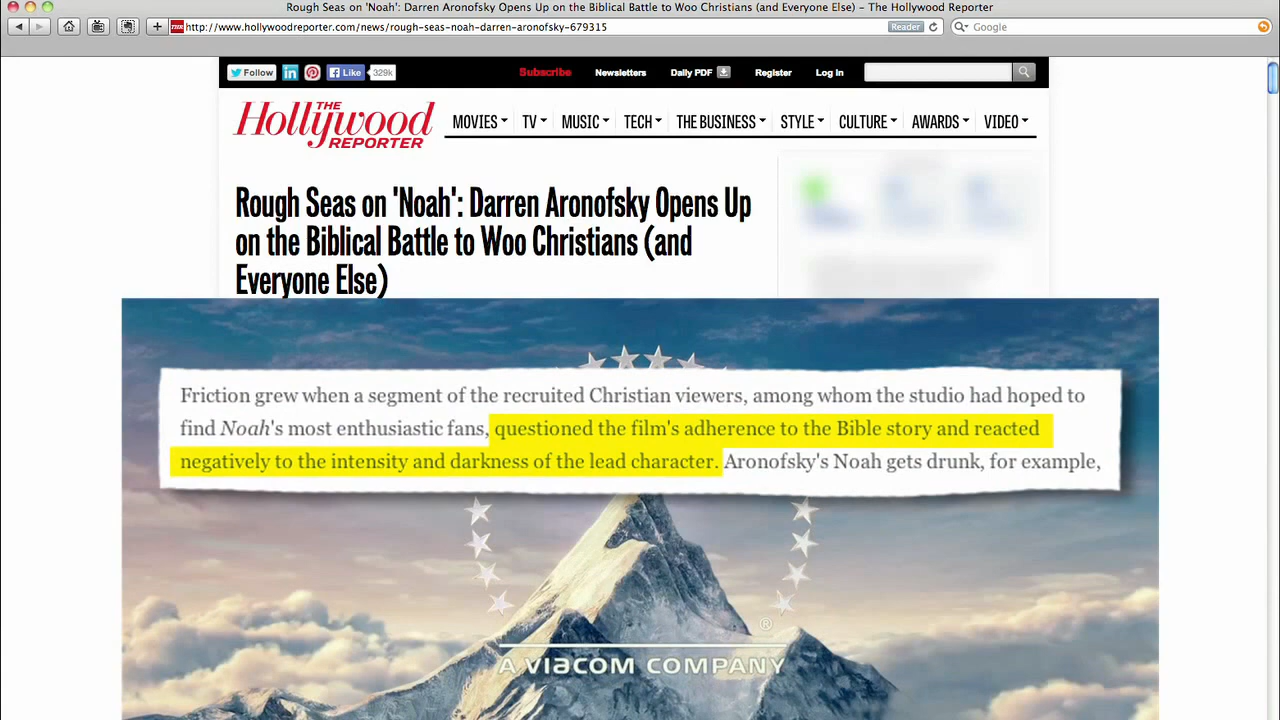 Rough Seas on 'Noah': Darren Aronofsky Opens Up on the Biblical Battle to Woo Christians (and Everyone Else) – The Hollywood Reporter
http://www.hollywoodreporter.com/news/rough-seas-noah-darren-aronofsky-679315
Reader
Google
Follow
in
Like
329k
Subscribe
Newsletters
Daily PDF
Register
Log In
THE
Hollywood
REPORTER
MOVIES
TV
MUSIC
TECH
THE BUSINESS
STYLE
CULTURE
AWARDS
VIDEO
Rough Seas on 'Noah': Darren Aronofsky Opens Up
on the Biblical Battle to Woo Christians (and
Everyone Else)
Friction grew when a segment of the recruited Christian viewers, among whom the studio had hoped to
find Noah's most enthusiastic fans, questioned the film's adherence to the Bible story and reacted
negatively to the intensity and darkness of the lead character. Aronofsky's Noah gets drunk, for example,
®
A VIACOM COMPANY